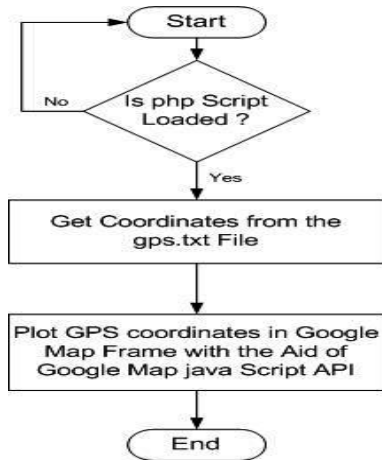 Start
No
Is php Script
Loaded ?
Yes
Get Coordinates from the
gps.txt File
Plot GPS coordinates in Google
Map Frame with the Aid of
Google Map java Script API
End